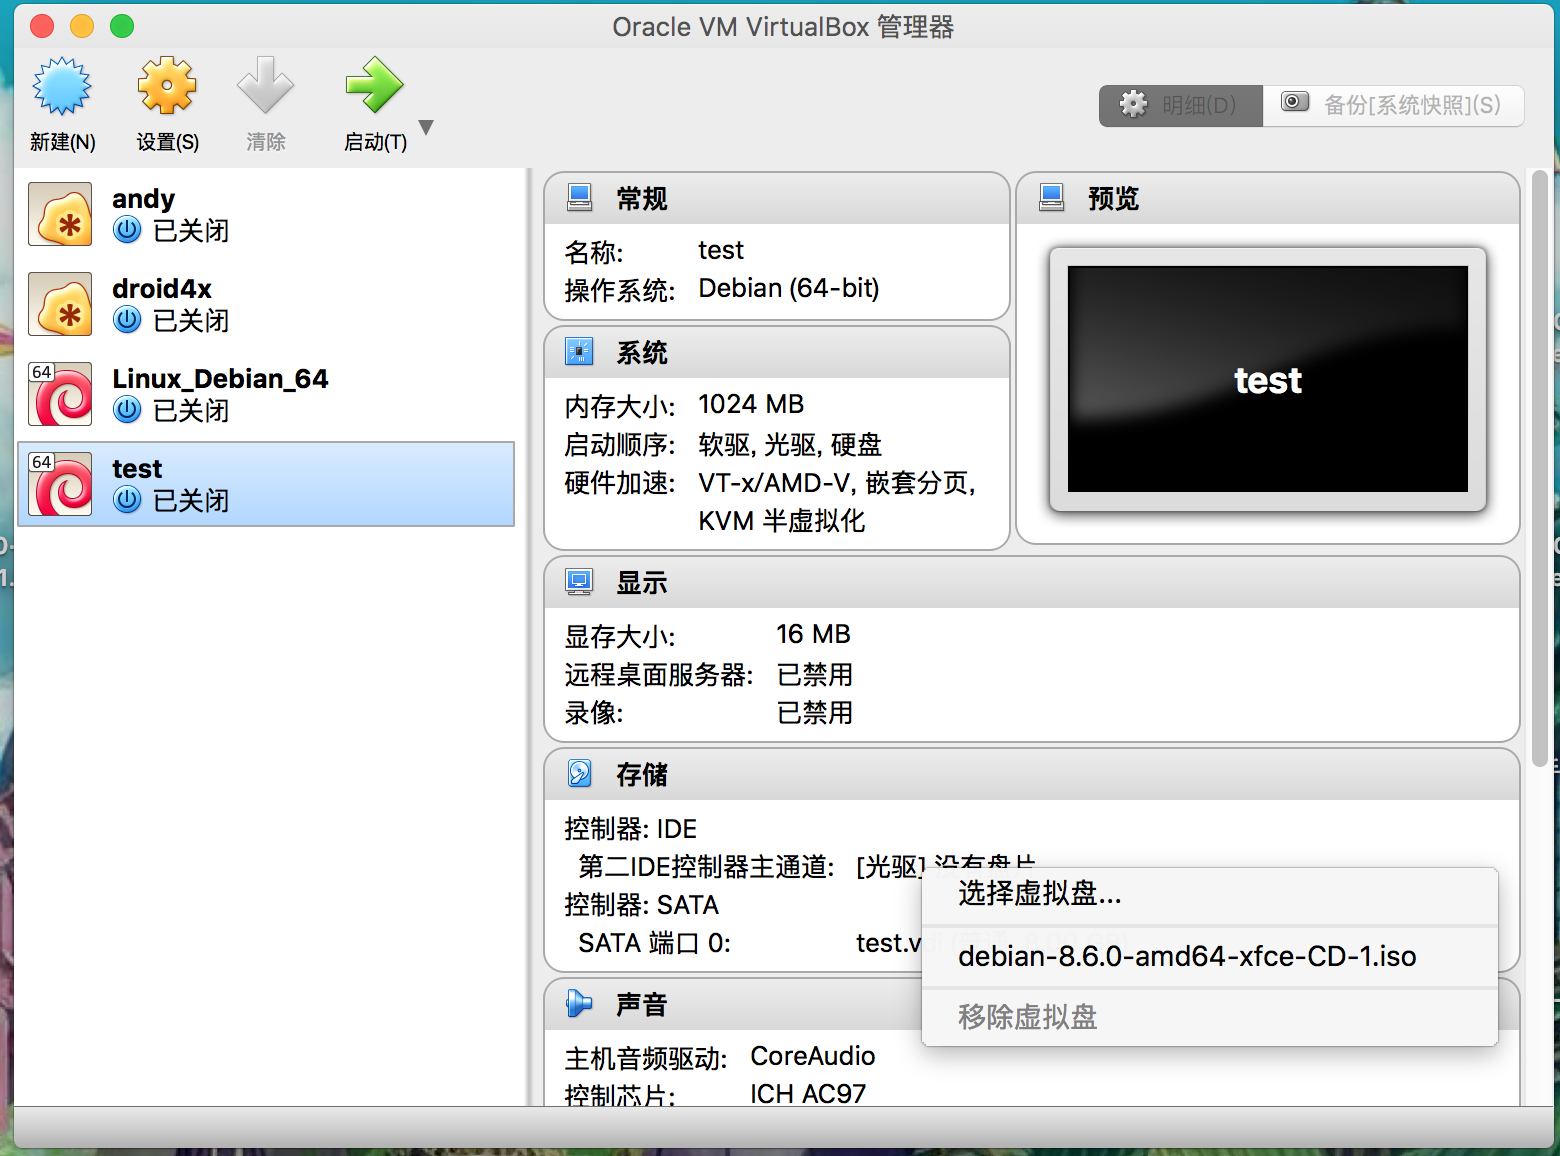 Oracle VM VirtualBox 管理器
新建(N)
设置(S)
清除
启动(T)
明细(D)
备份[系统快照](S)
andy
已关闭
droid4x
已关闭
64
Linux_Debian_64
已关闭
64
test
已关闭
常规
名称: test
操作系统: Debian (64-bit)
系统
内存大小: 1024 MB
启动顺序: 软驱, 光驱, 硬盘
硬件加速: VT-x/AMD-V, 嵌套分页,
KVM 半虚拟化
预览
test
显示
显存大小: 16 MB
远程桌面服务器: 已禁用
录像: 已禁用
存储
控制器: IDE
第二IDE控制器主通道: [光驱] 没有盘片
控制器: SATA
SATA 端口 0: test.vdi
选择虚拟盘...
debian-8.6.0-amd64-xfce-CD-1.iso
移除虚拟盘
声音
主机音频驱动: CoreAudio
控制芯片: ICH AC97